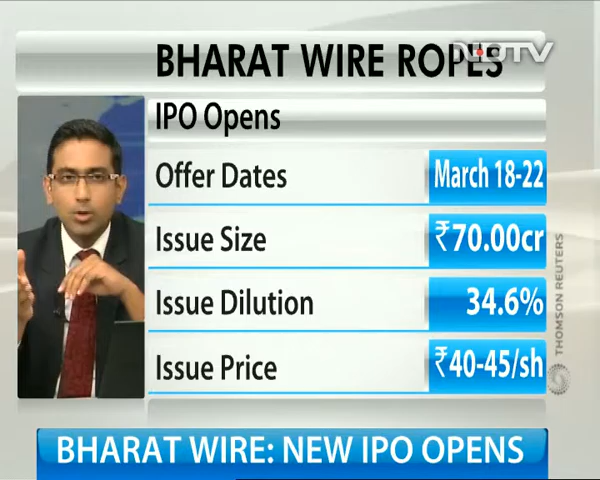 BHARAT WIRE ROPES
NDTV
IPO Opens
Offer Dates March 18-22
Issue Size ₹70.00cr
Issue Dilution 34.6%
Issue Price ₹40-45/sh
THOMSON REUTERS
BHARAT WIRE: NEW IPO OPENS